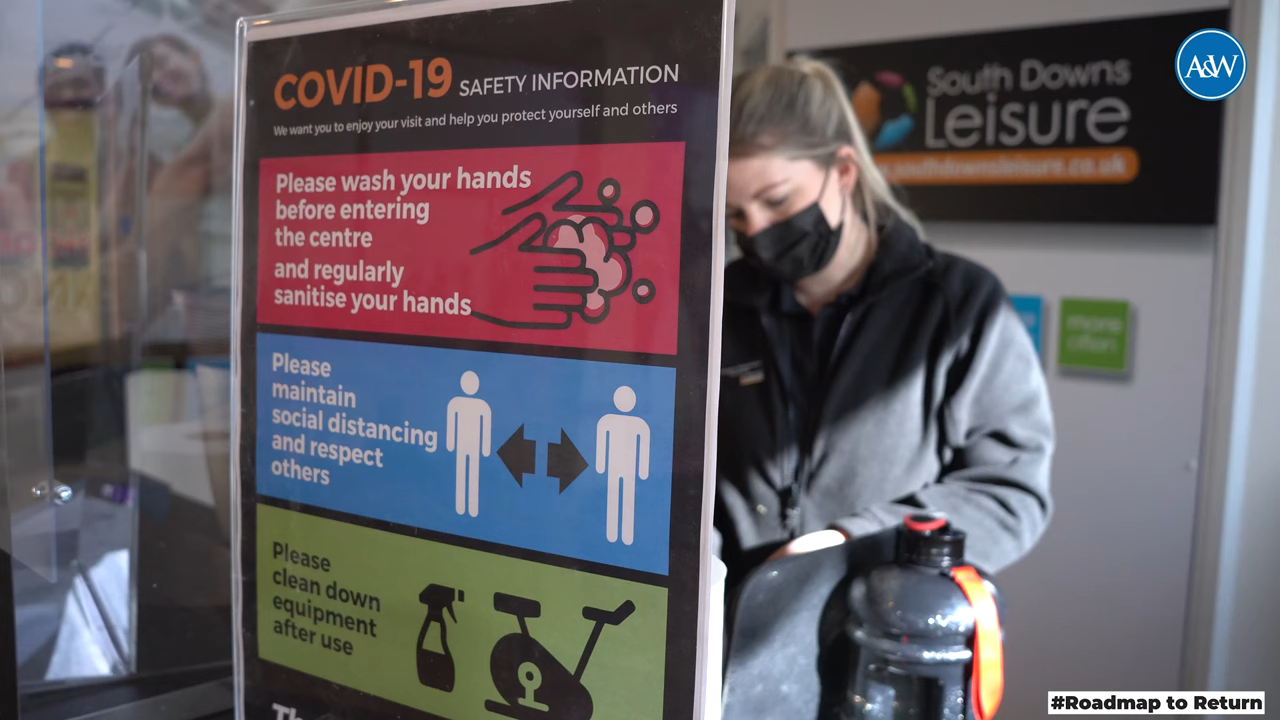 COVID-19 SAFETY INFORMATION
We want you to enjoy your visit and help you protect yourself and others
Please wash your hands
before entering
the centre
and regularly
sanitise your hands
Please
maintain
social distancing
and respect
others
Please
clean down
equipment
after use
South Downs
Leisure
southdownsleisure.co.uk
more
often
A&W
#Roadmap to Return